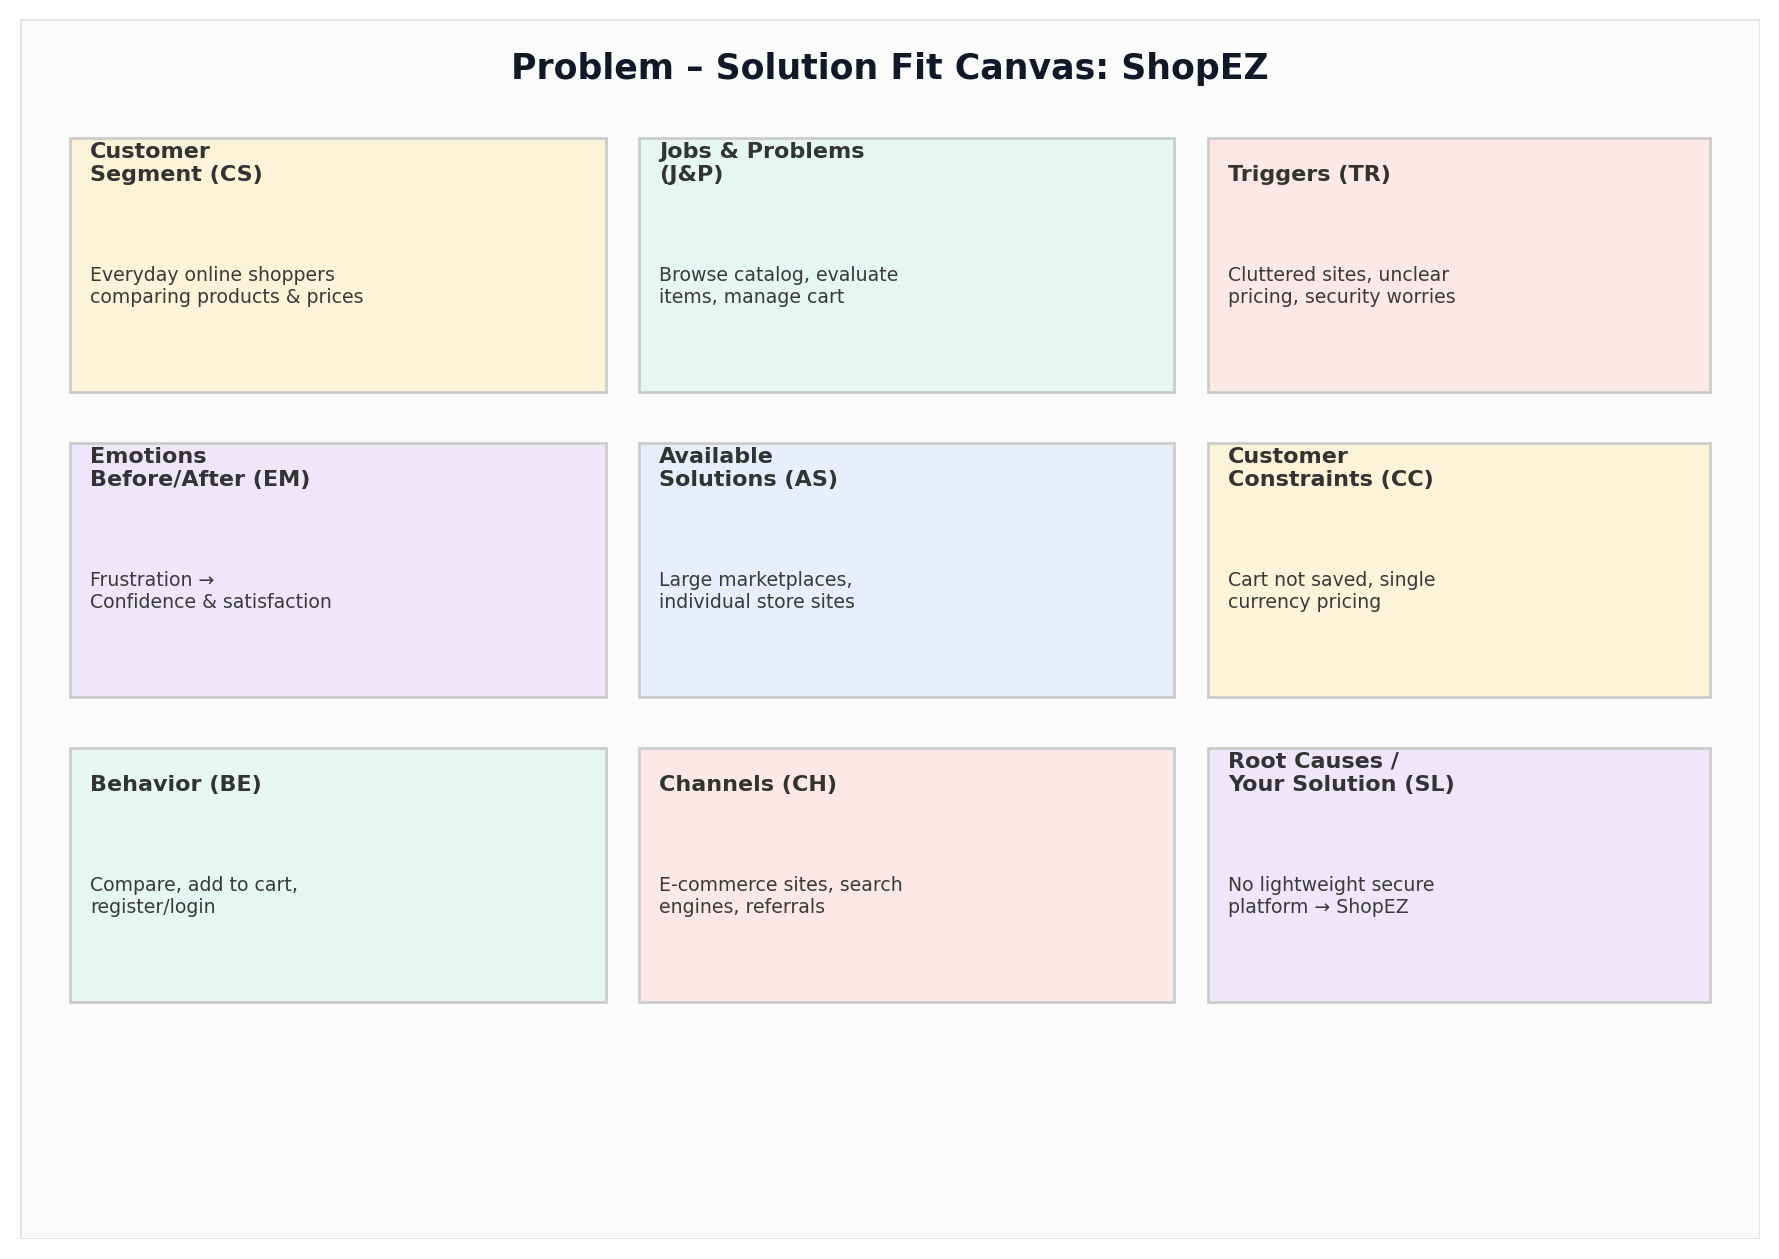 Problem – Solution Fit Canvas: ShopEZ
Customer
Segment (CS)
Everyday online shoppers
comparing products & prices
Jobs & Problems
(J&P)
Browse catalog, evaluate
items, manage cart
Triggers (TR)
Cluttered sites, unclear
pricing, security worries
Emotions
Before/After (EM)
Frustration →
Confidence & satisfaction
Available
Solutions (AS)
Large marketplaces,
individual store sites
Customer
Constraints (CC)
Cart not saved, single
currency pricing
Behavior (BE)
Compare, add to cart,
register/login
Channels (CH)
E-commerce sites, search
engines, referrals
Root Causes /
Your Solution (SL)
No lightweight secure
platform → ShopEZ